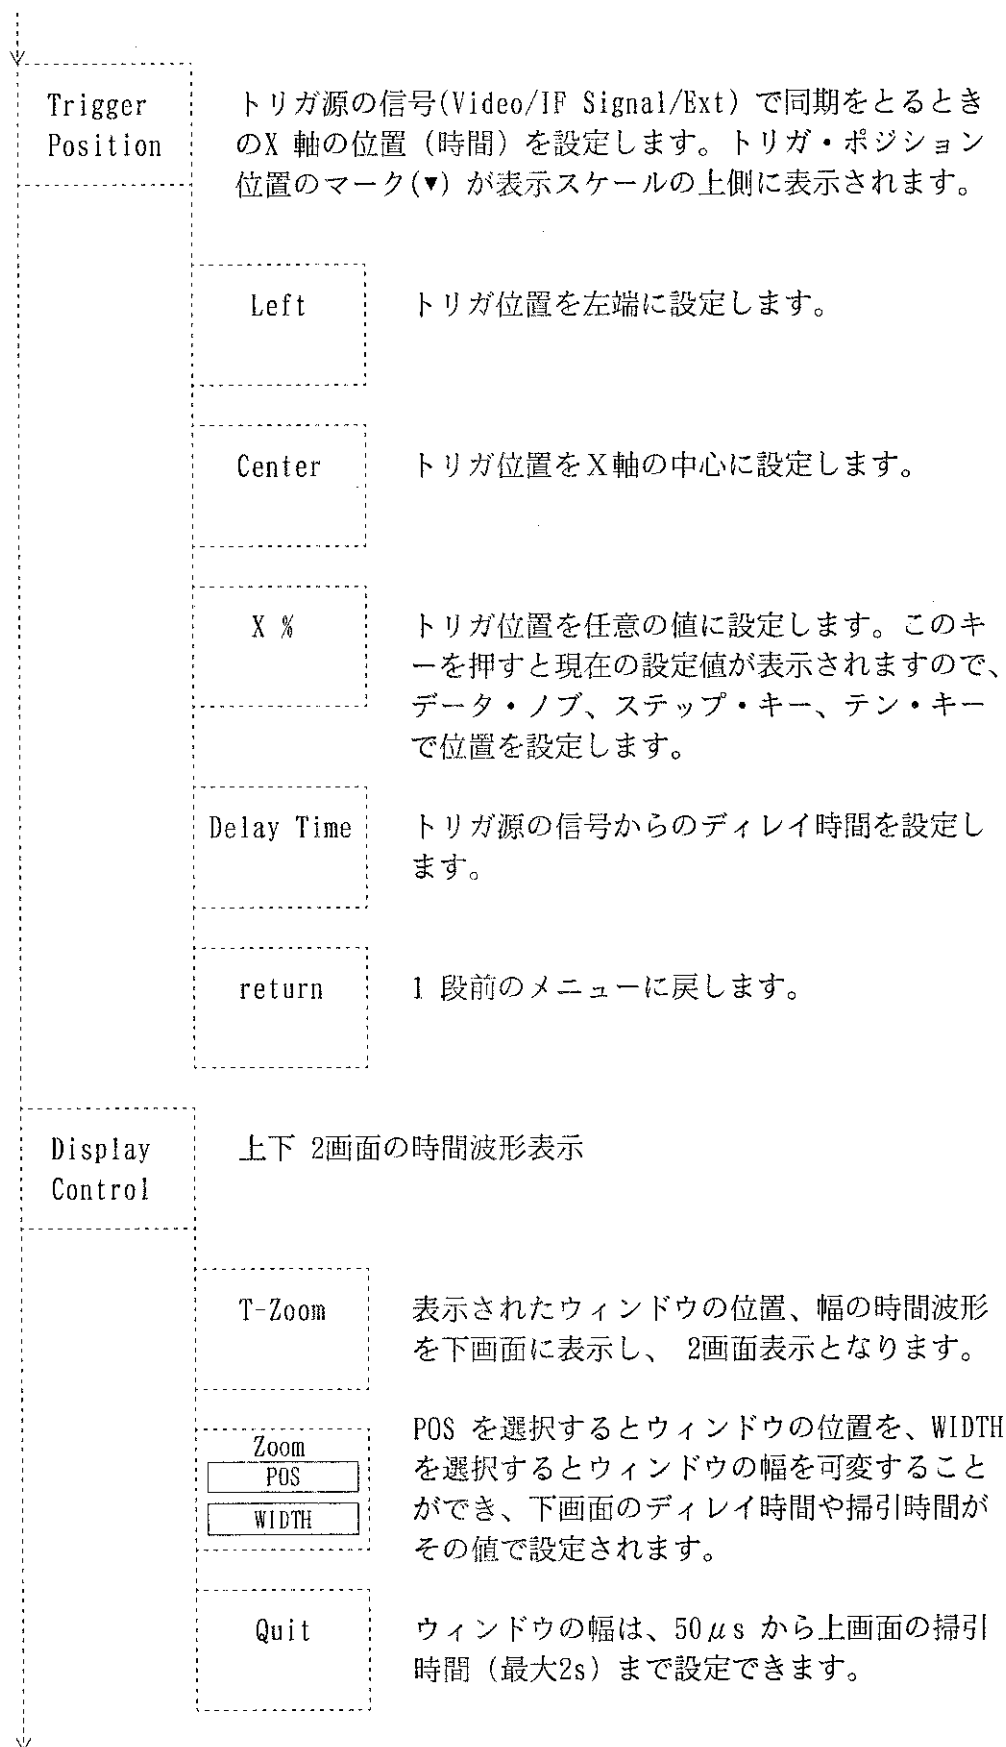 Trigger
Position
トリガ源の信号(Video/IF Signal/Ext) で同期をとるとき
のX 軸の位置（時間）を設定します。トリガ・ポジション
位置のマーク(▼) が表示スケールの上側に表示されます。
Left
トリガ位置を左端に設定します。
Center
トリガ位置をX軸の中心に設定します。
X %
トリガ位置を任意の値に設定します。このキ
ーを押すと現在の設定値が表示されますので、
データ・ノブ、ステップ・キー、テン・キー
で位置を設定します。
Delay Time
トリガ源の信号からのディレイ時間を設定し
ます。
return
1 段前のメニューに戻します。
Display
Control
上下 2画面の時間波形表示
T-Zoom
表示されたウィンドウの位置、幅の時間波形
を下画面に表示し、 2画面表示となります。
Zoom
POS
WIDTH
POS を選択するとウィンドウの位置を、WIDTH
を選択するとウィンドウの幅を可変すること
ができ、下画面のディレイ時間や掃引時間が
その値で設定されます。
Quit
ウィンドウの幅は、50μs から上画面の掃引
時間（最大2s）まで設定できます。